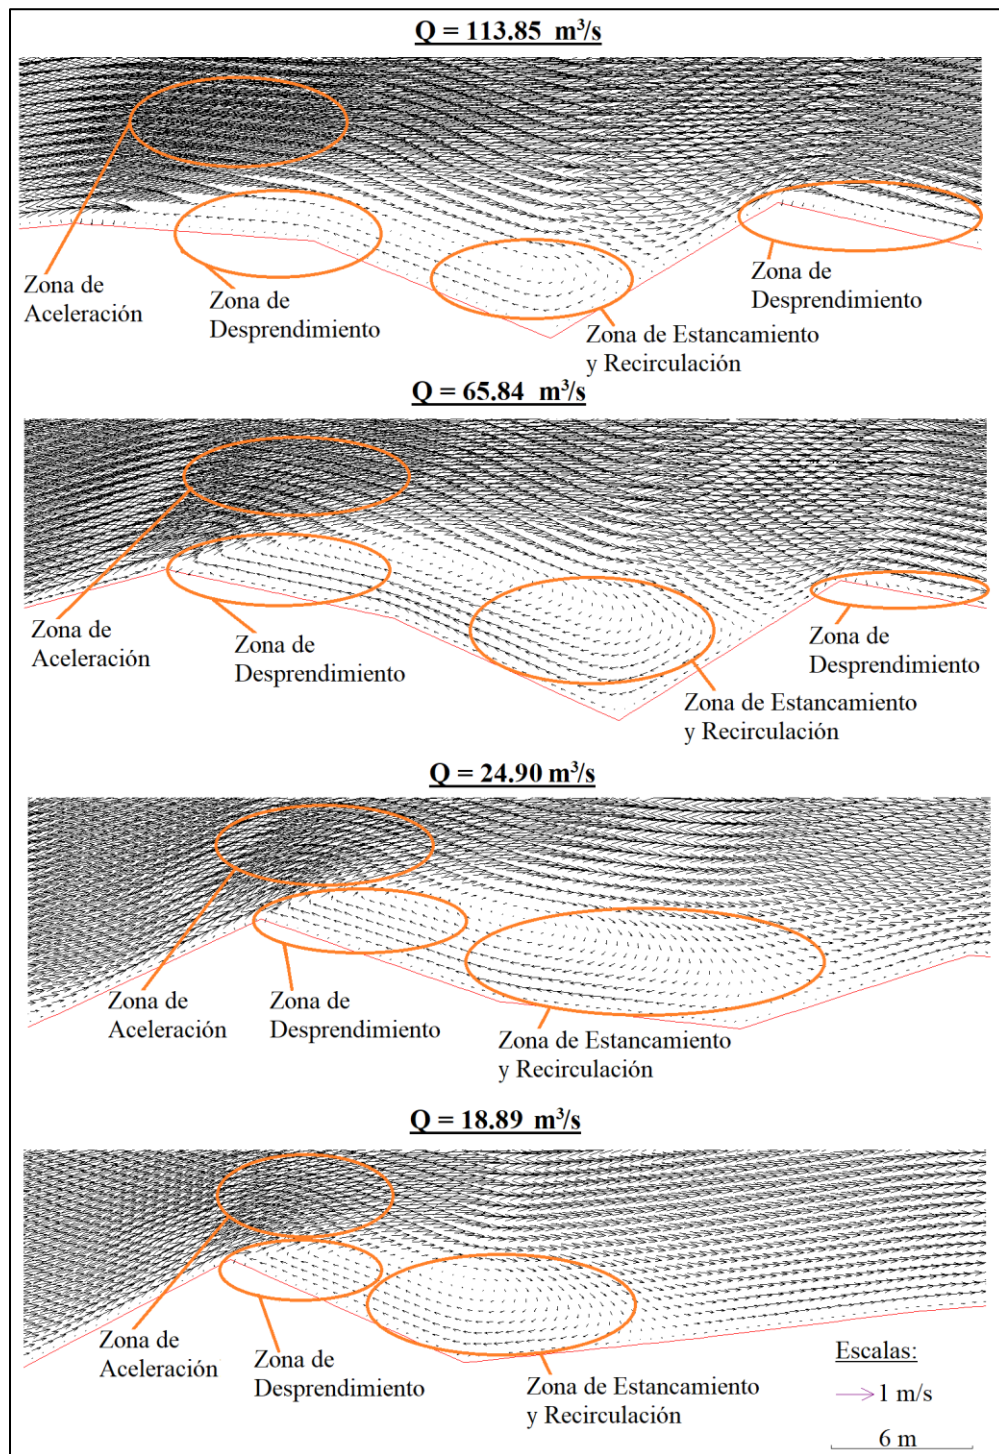 Q = 113.85 m³/s
Zona de
Aceleración
Zona de
Desprendimiento
Zona de Estancamiento
y Recirculación
Zona de
Desprendimiento
Q = 65.84 m³/s
Zona de
Aceleración
Zona de
Desprendimiento
Zona de Estancamiento
y Recirculación
Zona de
Desprendimiento
Q = 24.90 m³/s
Zona de
Aceleración
Zona de
Desprendimiento
Zona de Estancamiento
y Recirculación
Q = 18.89 m³/s
Zona de
Aceleración
Zona de
Desprendimiento
Zona de Estancamiento
y Recirculación
Escalas:
1 m/s
6 m